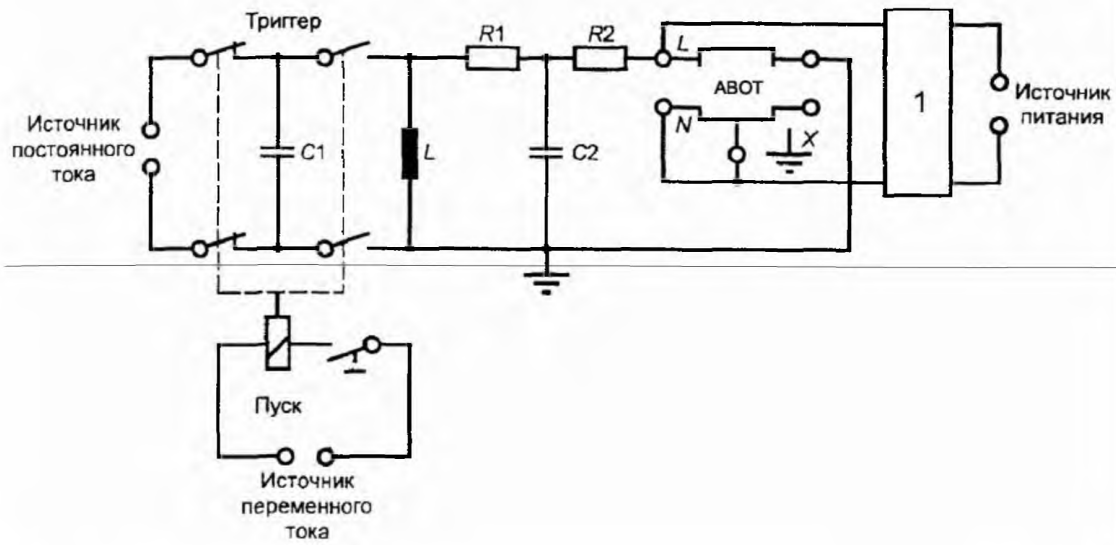 Триггер
R1
R2
L
АВОТ
N
X
1
Источник
питания
Источник
постоянного
тока
C1
L
C2
Пуск
Источник
переменного
тока